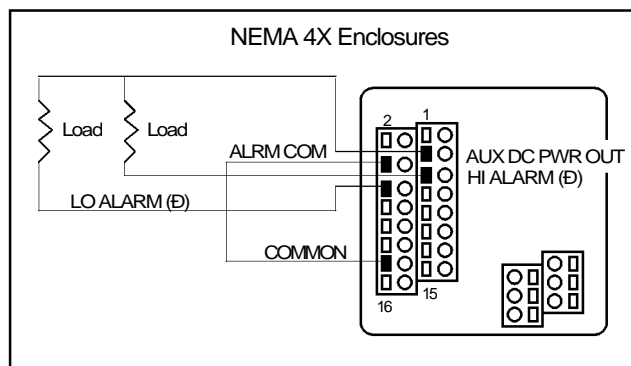 NEMA 4X Enclosures
2
1
Load
Load
ALRM COM
AUX DC PWR OUT
HI ALARM (Ð)
LO ALARM (Ð)
COMMON
16
15